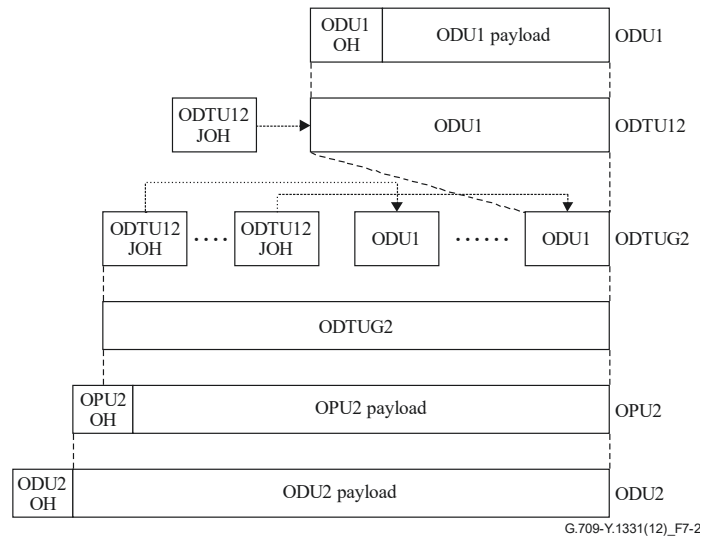 ODU1
OH
ODU1 payload
ODU1
ODTU12
JOH
ODU1
ODTU12
ODTU12
JOH
....
ODTU12
JOH
ODU1
......
ODU1
ODTUG2
ODTUG2
OPU2
OH
OPU2 payload
OPU2
ODU2
OH
ODU2 payload
ODU2
G.709-Y.1331(12)_F7-2